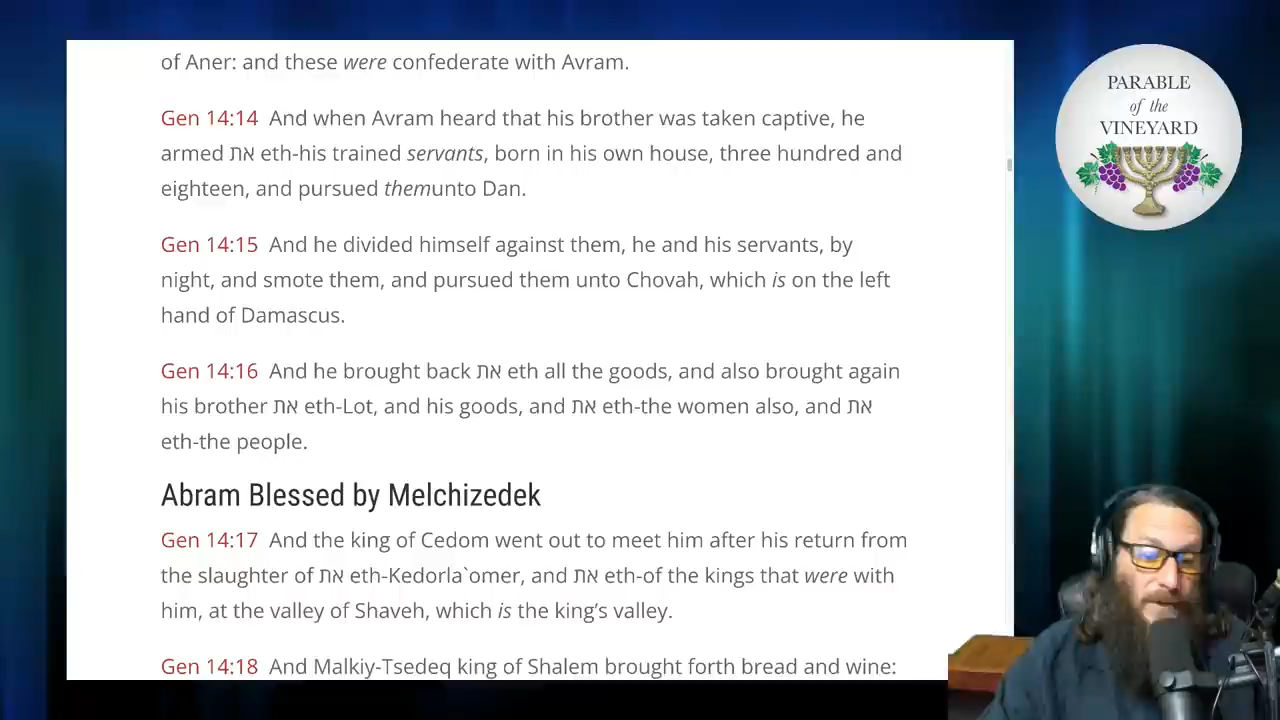 of Aner: and these were confederate with Avram.
Gen 14:14 And when Avram heard that his brother was taken captive, he
armed את eth-his trained servants, born in his own house, three hundred and
eighteen, and pursued themunto Dan.
Gen 14:15 And he divided himself against them, he and his servants, by
night, and smote them, and pursued them unto Chovah, which is on the left
hand of Damascus.
Gen 14:16 And he brought back את eth all the goods, and also brought again
his brother את eth-Lot, and his goods, and את eth-the women also, and את
eth-the people.
Abram Blessed by Melchizedek
Gen 14:17 And the king of Cedom went out to meet him after his return from
the slaughter of את eth-Kedorla`omer, and את eth-of the kings that were with
him, at the valley of Shaveh, which is the king’s valley.
Gen 14:18 And Malkiy-Tsedeq king of Shalem brought forth bread and wine:
PARABLE
of the
VINEYARD